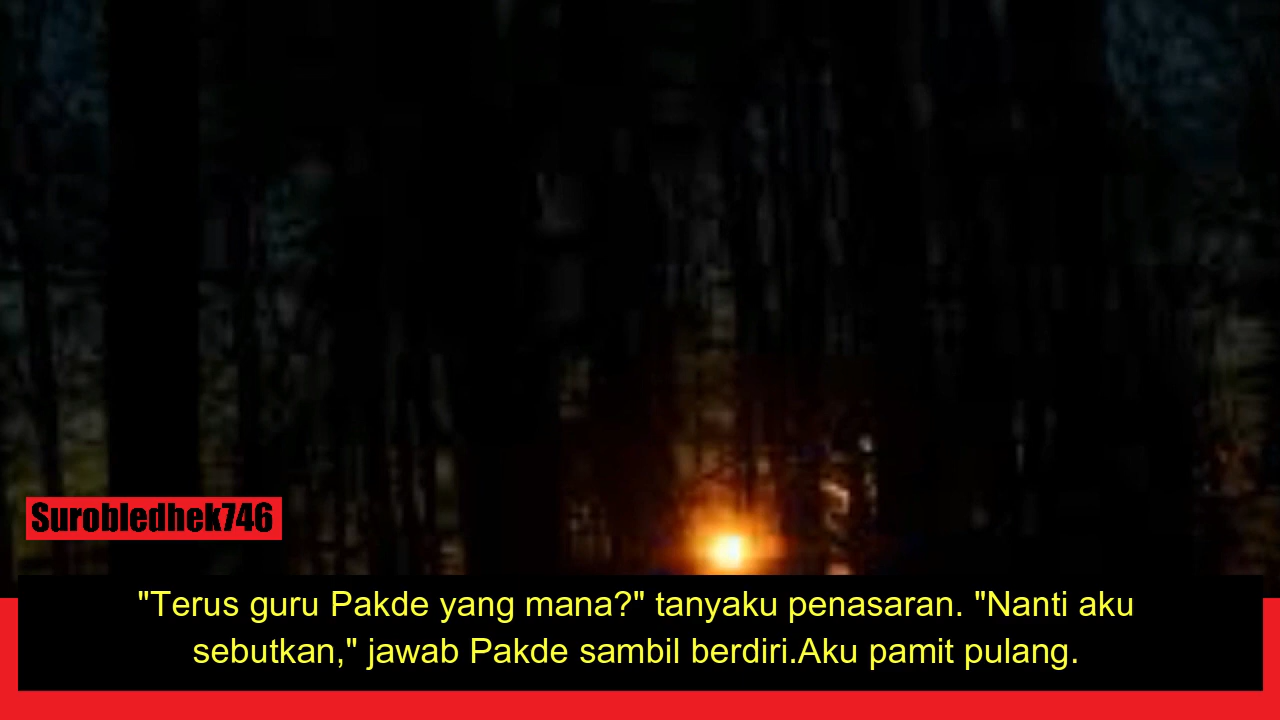 Surobledhek746
"Terus guru Pakde yang mana?" tanyaku penasaran. "Nanti aku
sebutkan," jawab Pakde sambil berdiri.Aku pamit pulang.